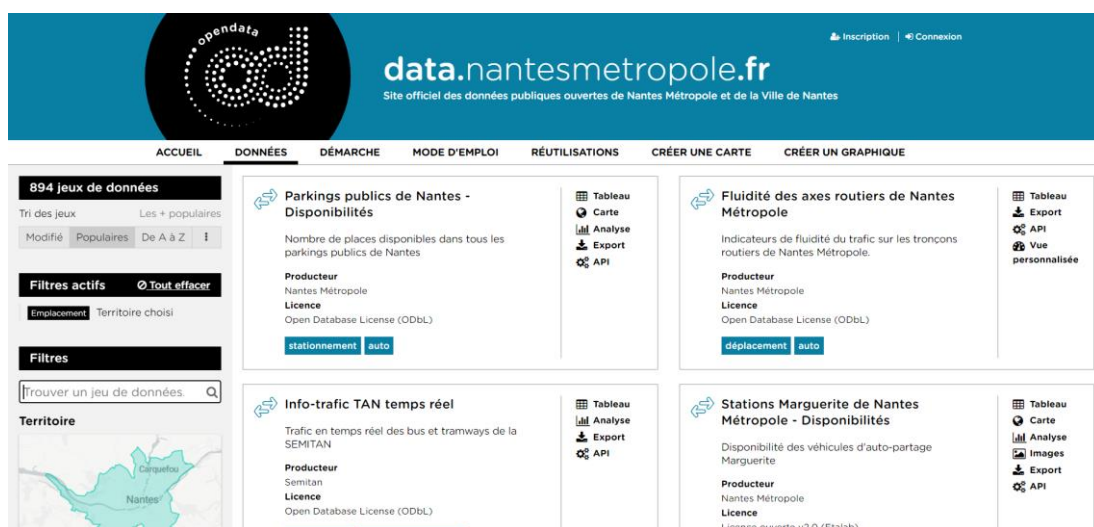 opendata
Inscription | Connexion
data.nantesmetropole.fr
Site officiel des données publiques ouvertes de Nantes Métropole et de la Ville de Nantes
ACCUEIL DONNÉES DÉMARCHE MODE D'EMPLOI RÉUTILISATIONS CRÉER UNE CARTE CRÉER UN GRAPHIQUE
894 jeux de données
Tri des jeux Les + populaires
Modifié Populaires De A à Z
Filtres actifs Tout effacer
Emplacement Territoire choisi
Filtres
Trouver un jeu de données.
Territoire
Carquefou
Nantes
Parkings publics de Nantes -
Disponibilités
Nombre de places disponibles dans tous les
parkings publics de Nantes
Producteur
Nantes Métropole
Licence
Open Database License (ODbL)
stationnement auto
Tableau
Carte
Analyse
Export
API
Fluidité des axes routiers de Nantes
Métropole
Indicateurs de fluidité du trafic sur les tronçons
routiers de Nantes Métropole.
Producteur
Nantes Métropole
Licence
Open Database License (ODbL)
déplacement auto
Tableau
Export
API
Vue
personnalisée
Info-trafic TAN temps réel
Trafic en temps réel des bus et tramways de la
SEMITAN
Producteur
Semitan
Licence
Open Database License (ODbL)
Tableau
Analyse
Export
API
Stations Marguerite de Nantes
Métropole - Disponibilités
Disponibilité des véhicules d'auto-partage
Marguerite
Producteur
Nantes Métropole
Licence
Licence ouverte v2.0 (Etalab)
Tableau
Carte
Analyse
Images
Export
API